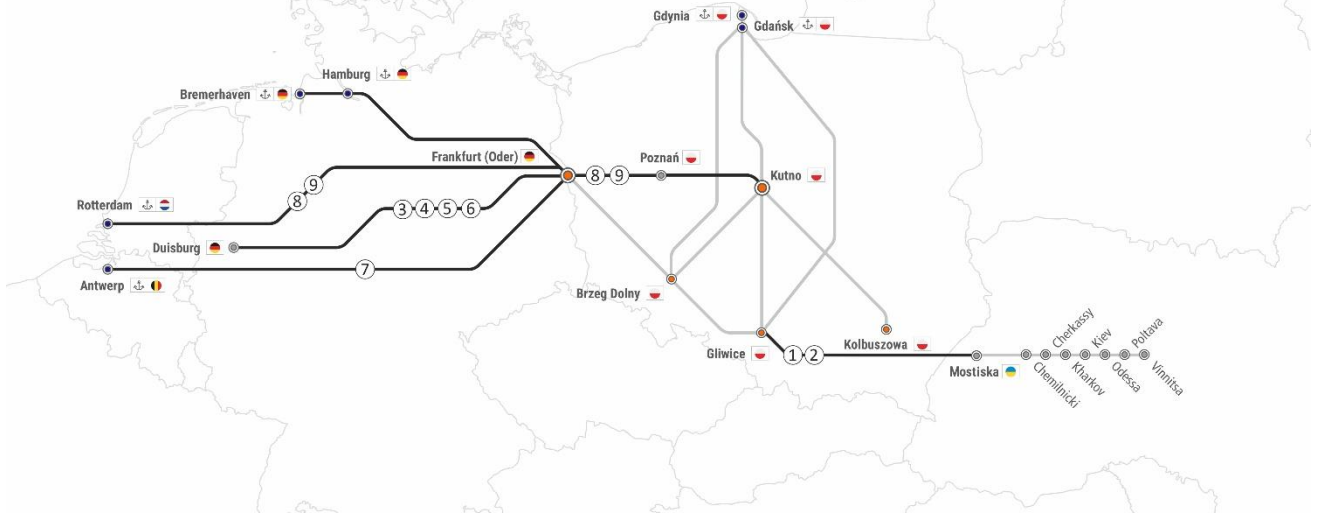 Gdynia
Gdańsk
Hamburg
Bremerhaven
Frankfurt (Oder)
8 9
Poznań
Kutno
9
8
Rotterdam
3 4 5 6
Duisburg
7
Antwerp
Brzeg Dolny
Gliwice
1 2
Kolbuszowa
Mostiska
Chemilnicki
Cherkassy
Kharkov
Kiev
Odessa
Poltava
Vinnitsa